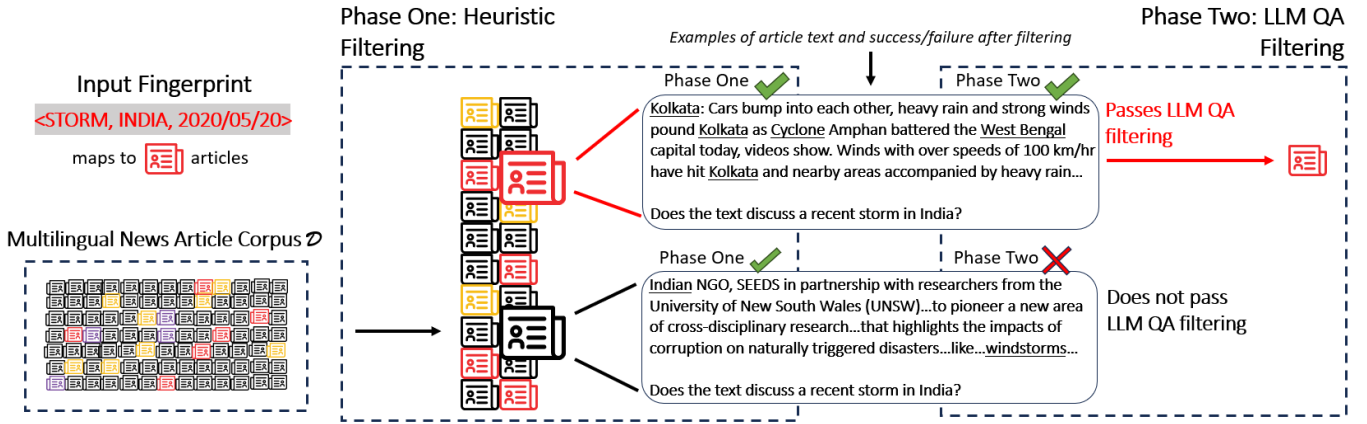 Input Fingerprint
<STORM, INDIA, 2020/05/20>
maps to articles
Multilingual News Article Corpus 𝒟
Phase One: Heuristic
Filtering
Examples of article text and success/failure after filtering
Phase Two: LLM QA
Filtering
Phase One
Phase Two
Kolkata: Cars bump into each other, heavy rain and strong winds
pound Kolkata as Cyclone Amphan battered the West Bengal
capital today, videos show. Winds with over speeds of 100 km/hr
have hit Kolkata and nearby areas accompanied by heavy rain...
Does the text discuss a recent storm in India?
Passes LLM QA
filtering
Phase One
Phase Two
Indian NGO, SEEDS in partnership with researchers from the
University of New South Wales (UNSW)...to pioneer a new area
of cross-disciplinary research...that highlights the impacts of
corruption on naturally triggered disasters...like...windstorms...
Does the text discuss a recent storm in India?
Does not pass
LLM QA filtering